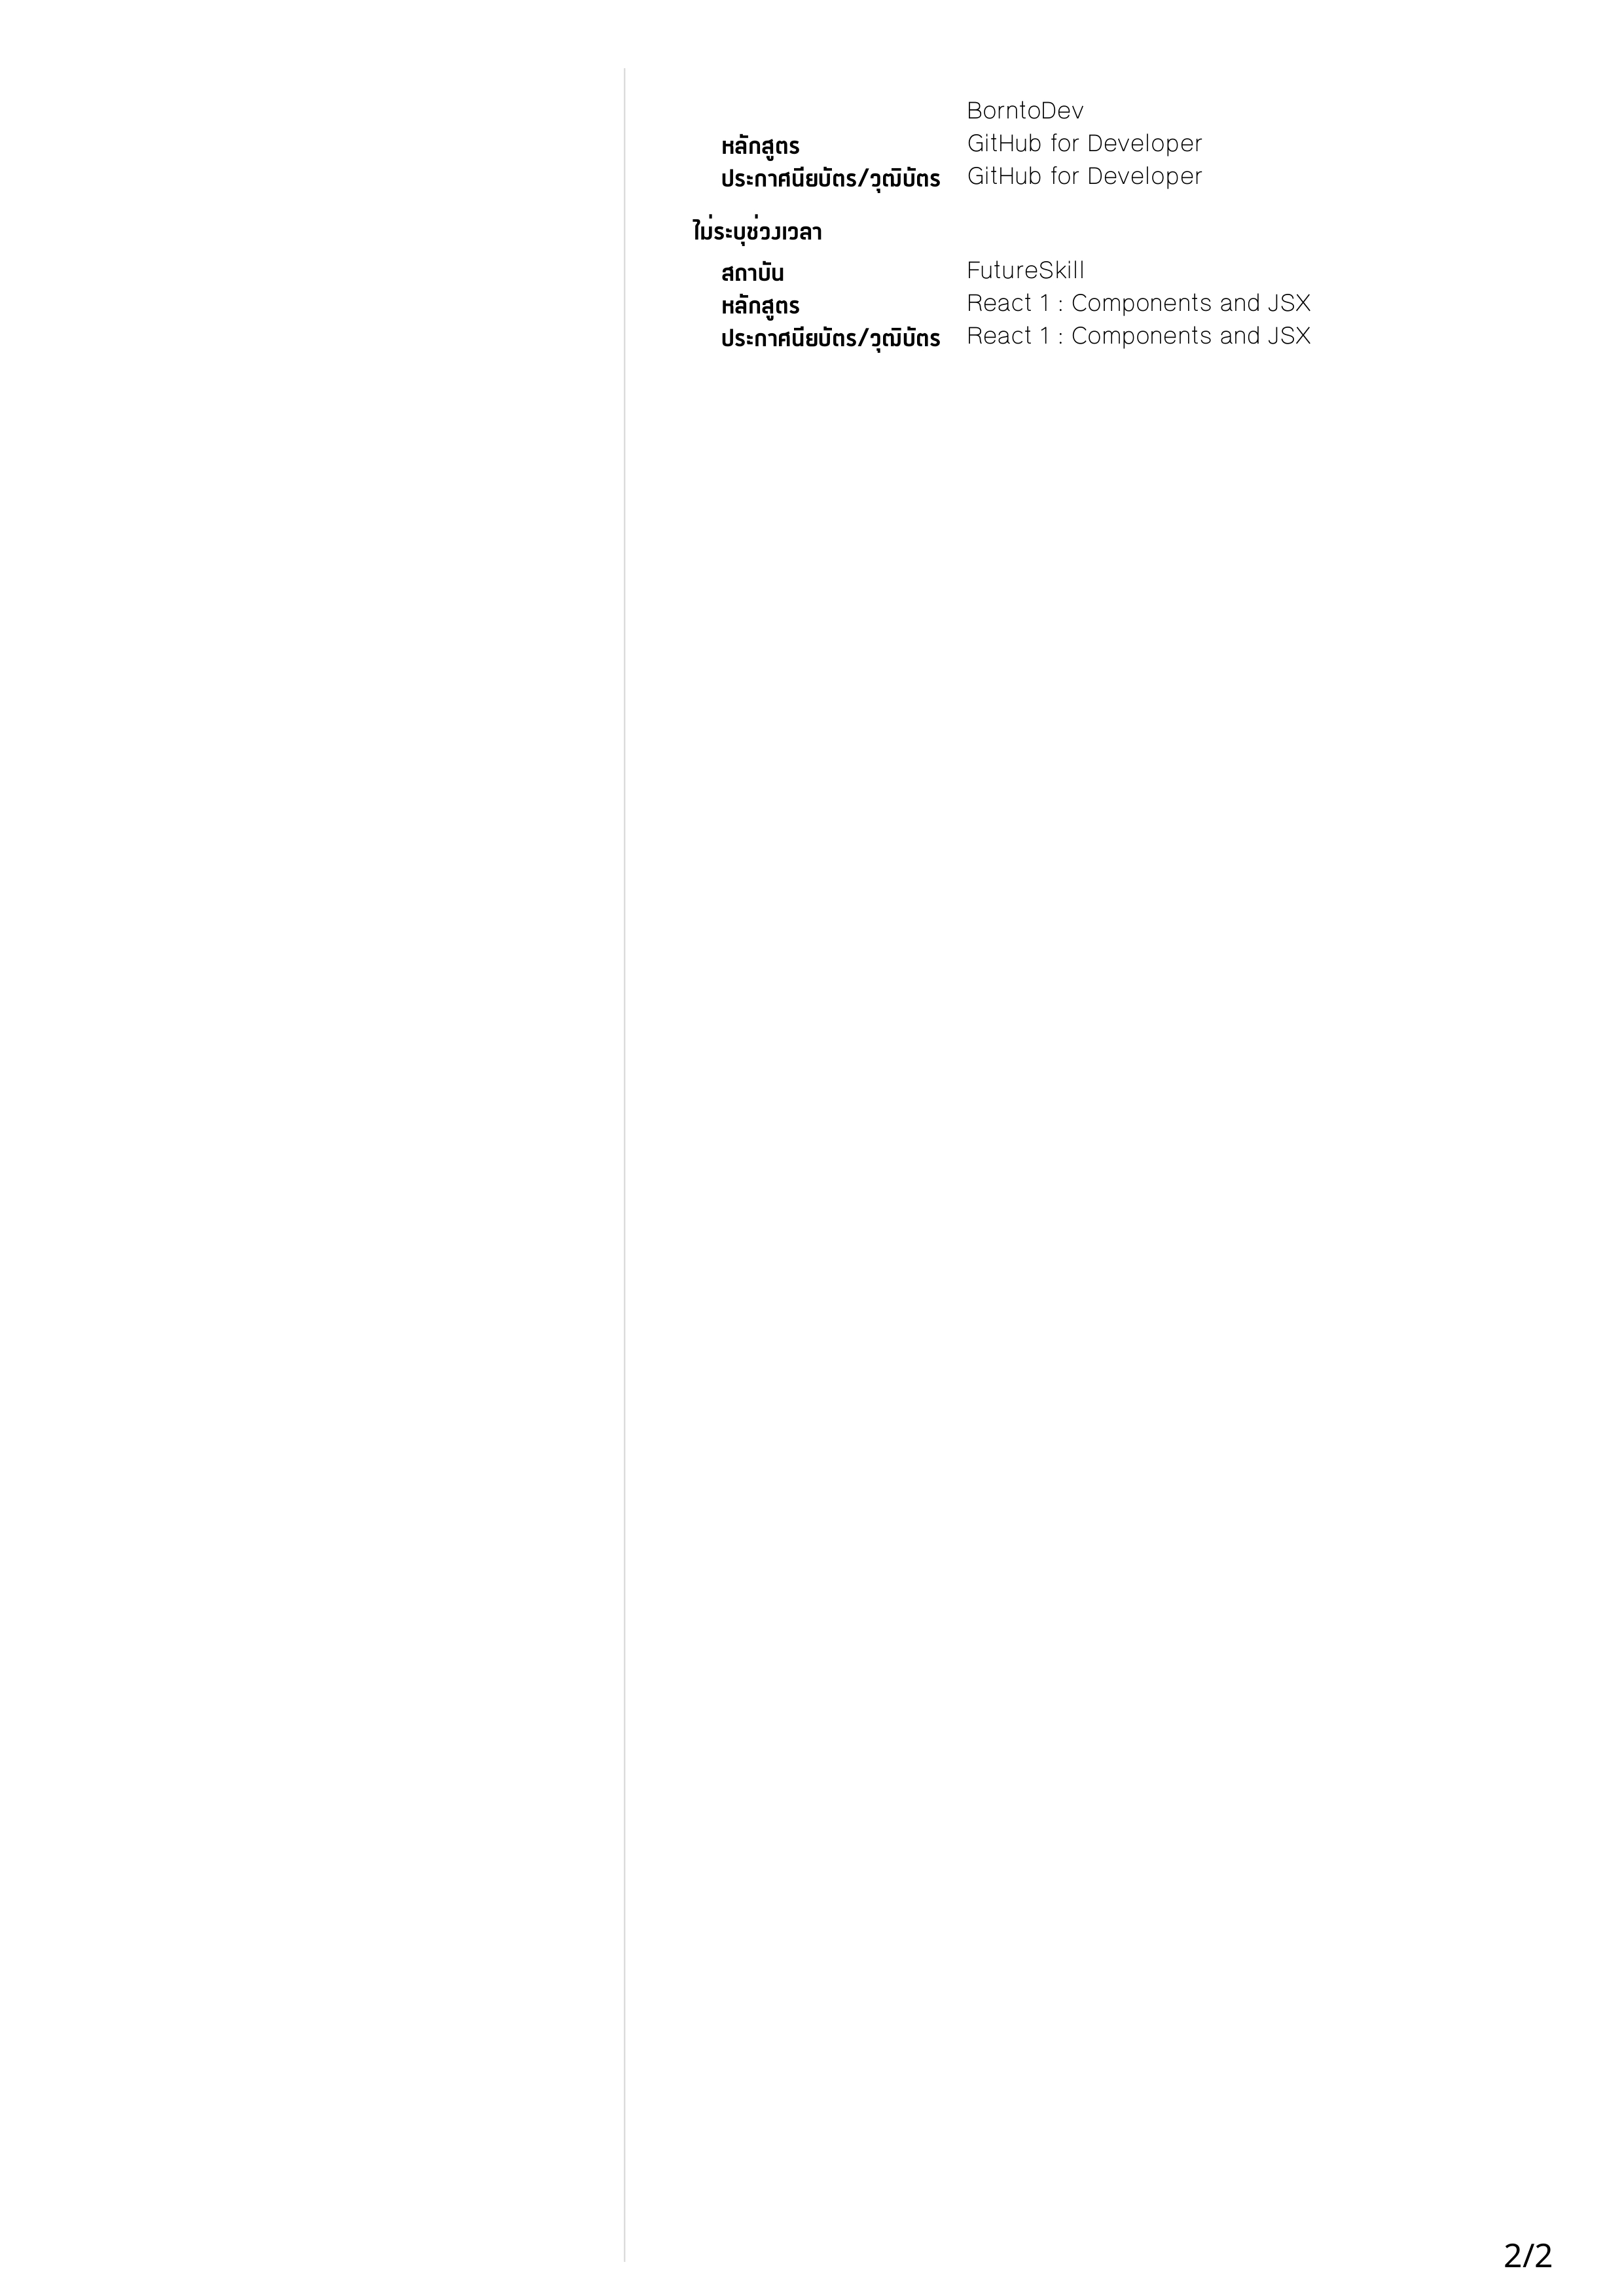 BorntoDev
หลักสูตร GitHub for Developer
ประกาศนียบัตร/วุฒิบัตร GitHub for Developer
ไม่ระบุช่วงเวลา
สถาบัน FutureSkill
หลักสูตร React 1 : Components and JSX
ประกาศนียบัตร/วุฒิบัตร React 1 : Components and JSX
2/2